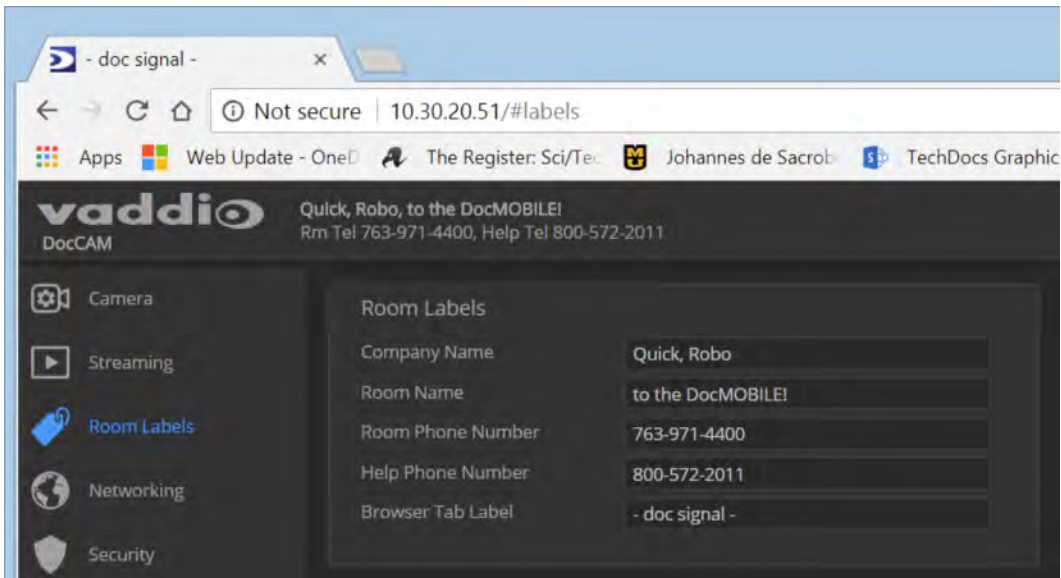 - doc signal -
Not secure | 10.30.20.51/#labels
Apps Web Update - OneD The Register: Sci/Tec Johannes de Sacrob TechDocs Graphic
vaddio
DocCAM
Quick, Robo, to the DocMOBILE!
Rm Tel 763-971-4400, Help Tel 800-572-2011
Camera
Streaming
Room Labels
Networking
Security
Room Labels
Company Name Quick, Robo
Room Name to the DocMOBILE!
Room Phone Number 763-971-4400
Help Phone Number 800-572-2011
Browser Tab Label - doc signal -